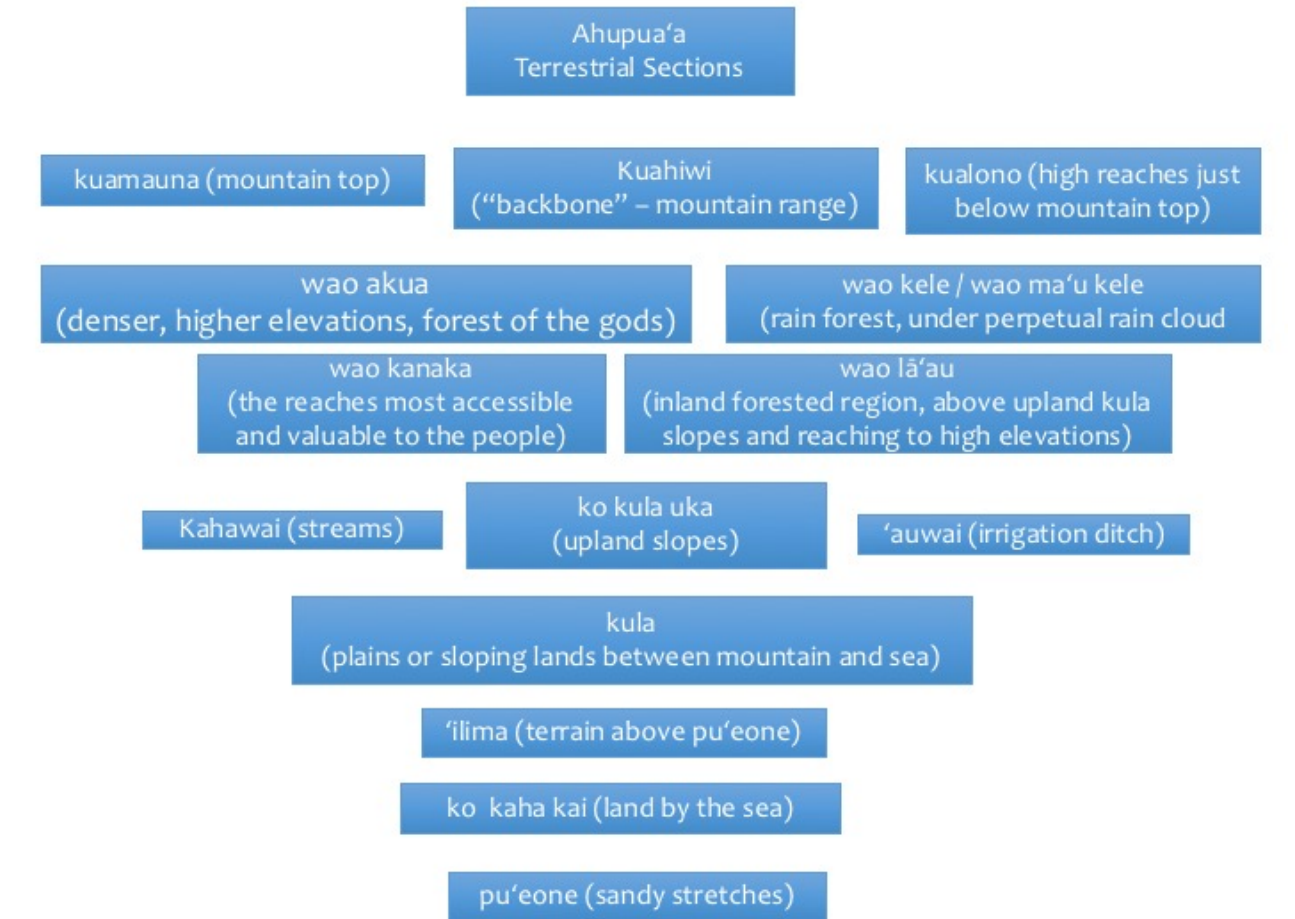 Ahupuaʻa
Terrestrial Sections
kuamauna (mountain top)
Kuahiwi
(“backbone” – mountain range)
kualono (high reaches just
below mountain top)
wao akua
(denser, higher elevations, forest of the gods)
wao kele / wao maʻu kele
(rain forest, under perpetual rain cloud
wao kanaka
(the reaches most accessible
and valuable to the people)
wao lāʻau
(inland forested region, above upland kula
slopes and reaching to high elevations)
Kahawai (streams)
ko kula uka
(upland slopes)
ʻauwai (irrigation ditch)
kula
(plains or sloping lands between mountain and sea)
ʻilima (terrain above puʻeone)
ko kaha kai (land by the sea)
puʻeone (sandy stretches)